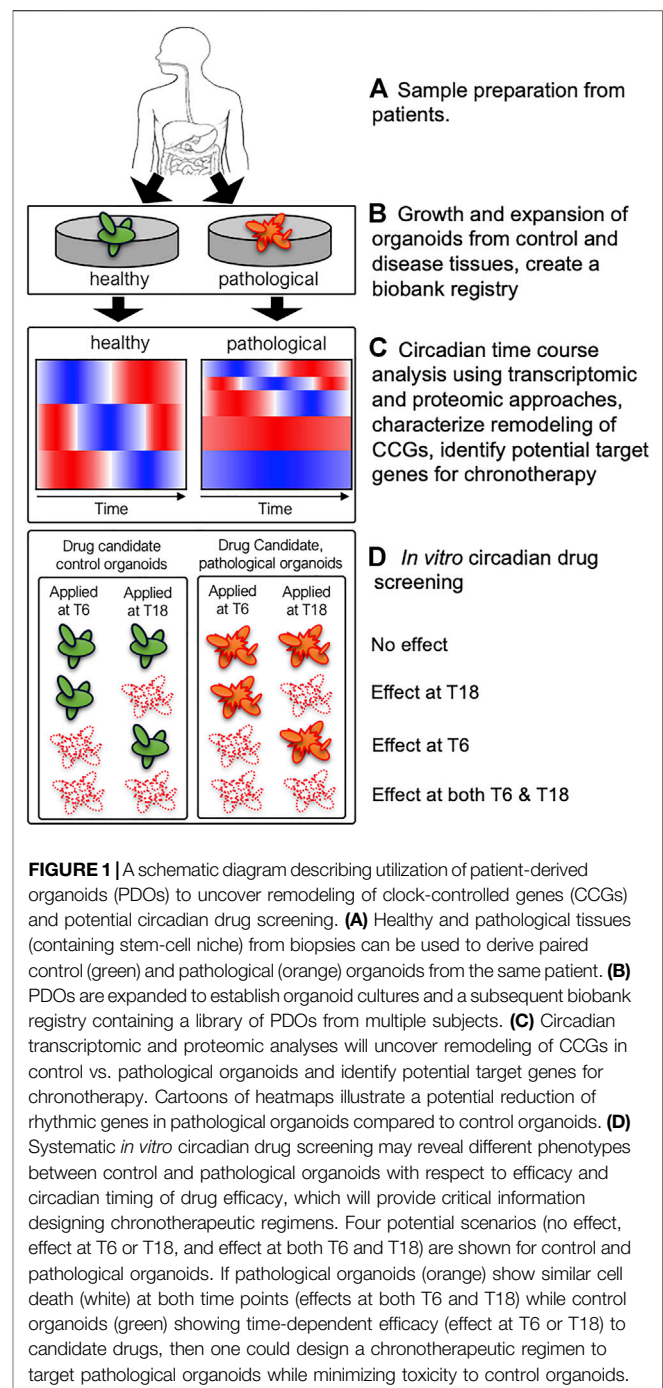 A Sample preparation from
patients.
B Growth and expansion of
organoids from control and
disease tissues, create a
biobank registry
healthy
pathological
healthy
pathological
Time
Time
C Circadian time course
analysis using transcriptomic
and proteomic approaches,
characterize remodeling of
CCGs, identify potential target
genes for chronotherapy
Drug candidate
control organoids
Drug Candidate,
pathological organoids
D In vitro circadian drug
screening
Applied
at T6
Applied
at T18
Applied
at T6
Applied
at T18
No effect
Effect at T18
Effect at T6
Effect at both T6 & T18
FIGURE 1 | A schematic diagram describing utilization of patient-derived
organoids (PDOs) to uncover remodeling of clock-controlled genes (CCGs)
and potential circadian drug screening. (A) Healthy and pathological tissues
(containing stem-cell niche) from biopsies can be used to derive paired
control (green) and pathological (orange) organoids from the same patient. (B)
PDOs are expanded to establish organoid cultures and a subsequent biobank
registry containing a library of PDOs from multiple subjects. (C) Circadian
transcriptomic and proteomic analyses will uncover remodeling of CCGs in
control vs. pathological organoids and identify potential target genes for
chronotherapy. Cartoons of heatmaps illustrate a potential reduction of
rhythmic genes in pathological organoids compared to control organoids. (D)
Systematic in vitro circadian drug screening may reveal different phenotypes
between control and pathological organoids with respect to efficacy and
circadian timing of drug efficacy, which will provide critical information
designing chronotherapeutic regimens. Four potential scenarios (no effect,
effect at T6 or T18, and effect at both T6 and T18) are shown for control and
pathological organoids. If pathological organoids (orange) show similar cell
death (white) at both time points (effects at both T6 and T18) while control
organoids (green) showing time-dependent efficacy (effect at T6 or T18) to
candidate drugs, then one could design a chronotherapeutic regimen to
target pathological organoids while minimizing toxicity to control organoids.